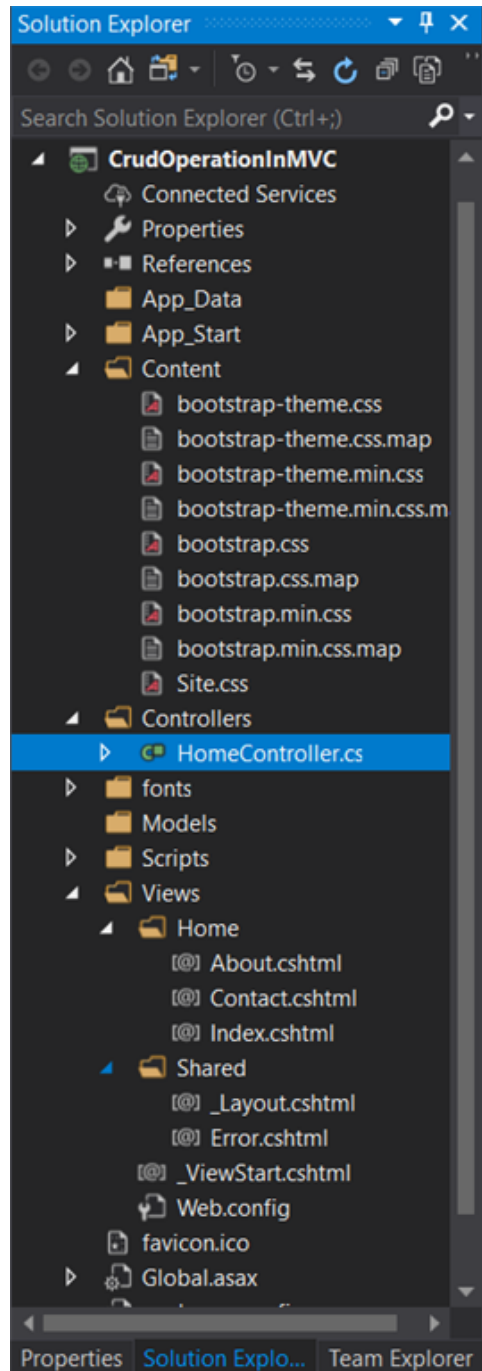 Solution Explorer
Search Solution Explorer (Ctrl+;)
CrudOperationInMVC
Connected Services
Properties
References
App_Data
App_Start
Content
bootstrap-theme.css
bootstrap-theme.css.map
bootstrap-theme.min.css
bootstrap-theme.min.css.m
bootstrap.css
bootstrap.css.map
bootstrap.min.css
bootstrap.min.css.map
Site.css
Controllers
C# HomeController.cs
fonts
Models
Scripts
Views
Home
[@] About.cshtml
[@] Contact.cshtml
[@] Index.cshtml
Shared
[@] _Layout.cshtml
[@] Error.cshtml
[@] _ViewStart.cshtml
Web.config
favicon.ico
Global.asax
Properties Solution Explo... Team Explorer